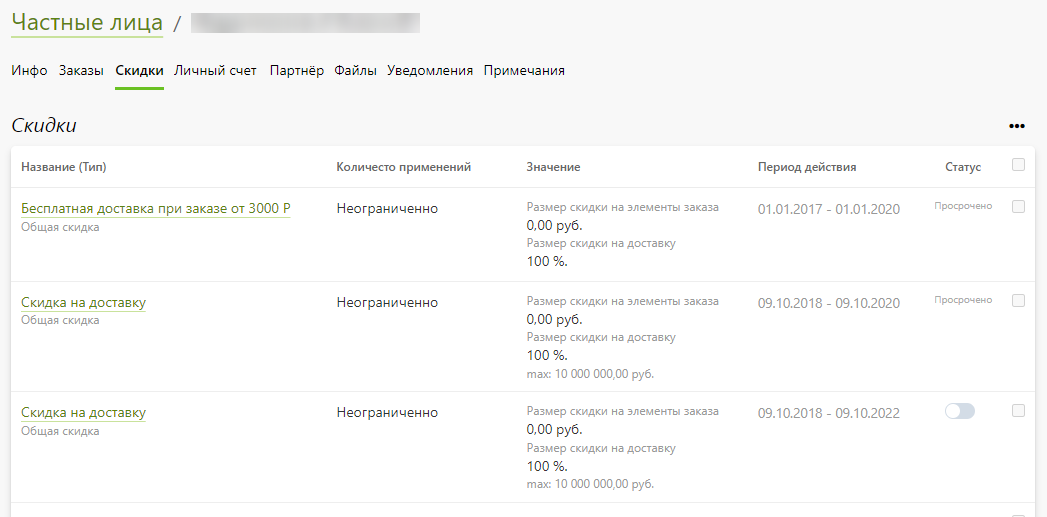 Частные лица /
Инфо Заказы Скидки Личный счет Партнёр Файлы Уведомления Примечания
Скидки
Название (Тип) Количесто применений Значение Период действия Статус
Бесплатная доставка при заказе от 3000 Р Неограниченно Размер скидки на элементы заказа 01.01.2017 - 01.01.2020 Просрочено
Общая скидка 0,00 руб.
Размер скидки на доставку
100 %.
Скидка на доставку Неограниченно Размер скидки на элементы заказа 09.10.2018 - 09.10.2020 Просрочено
Общая скидка 0,00 руб.
Размер скидки на доставку
100 %.
max: 10 000 000,00 руб.
Скидка на доставку Неограниченно Размер скидки на элементы заказа 09.10.2018 - 09.10.2022
Общая скидка 0,00 руб.
Размер скидки на доставку
100 %.
max: 10 000 000,00 руб.